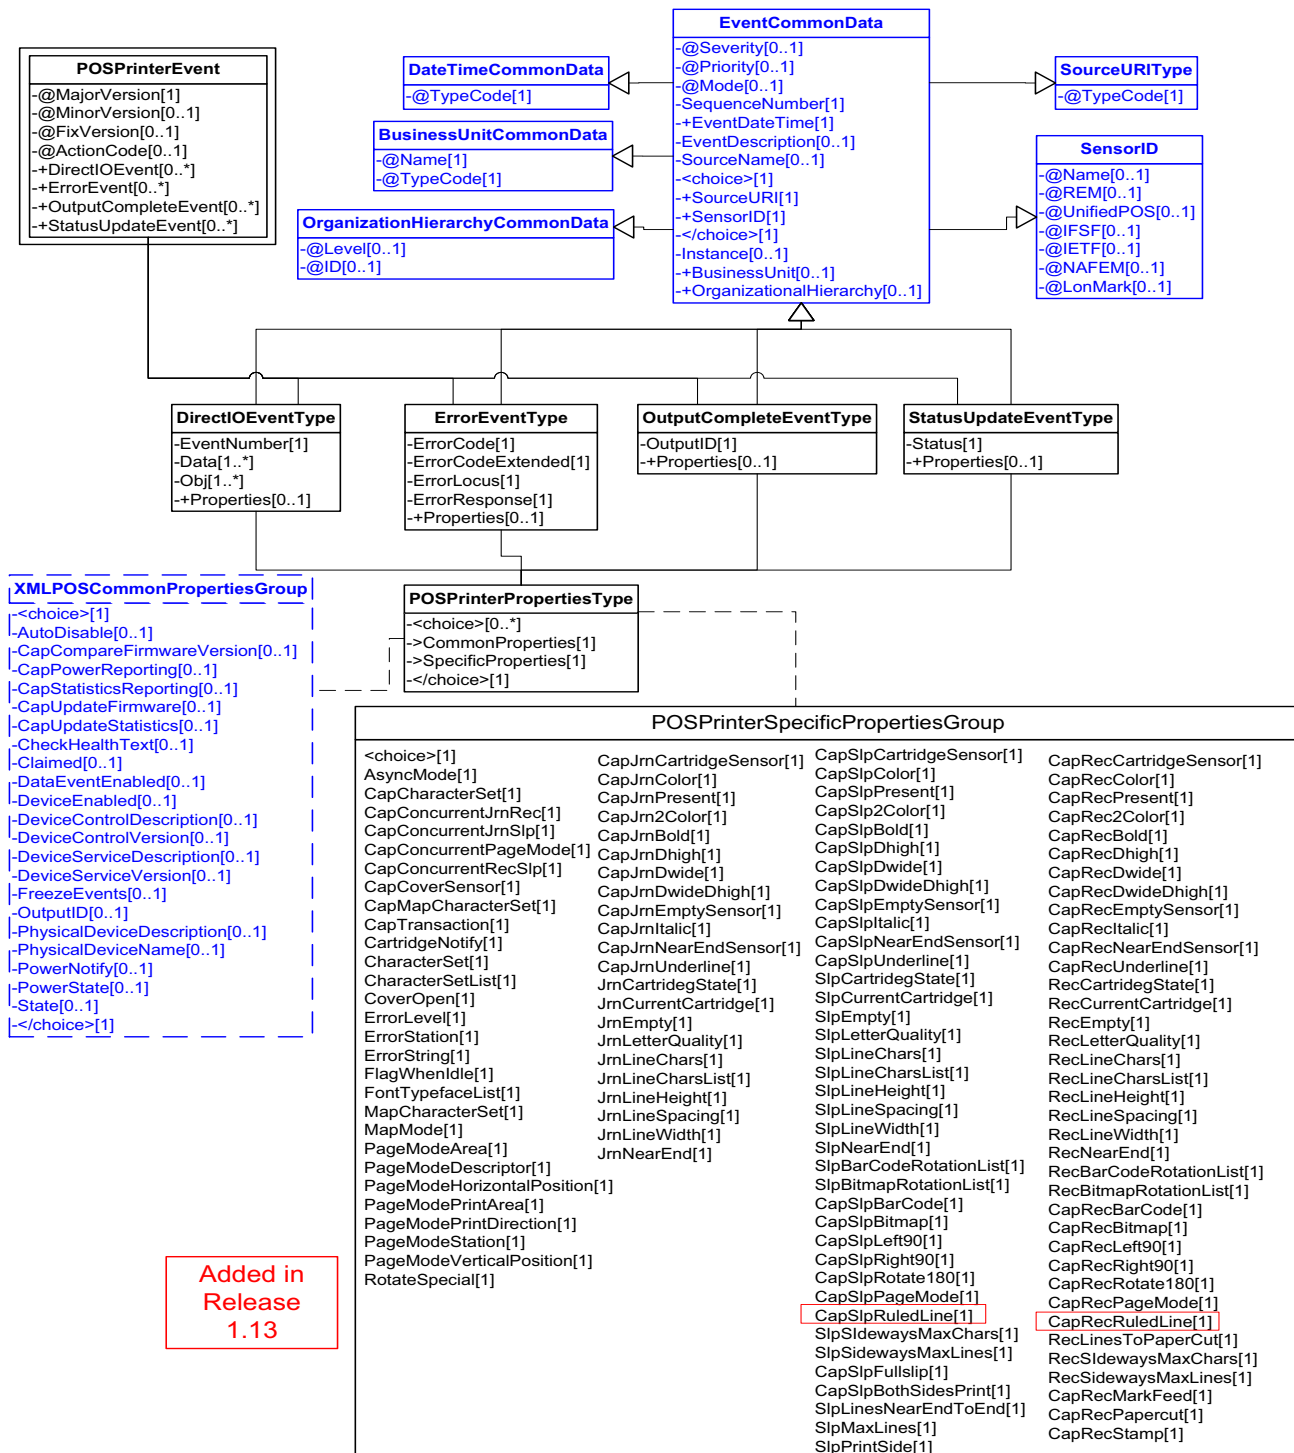 EventCommonData
-@Severity[0..1]
-@Priority[0..1]
-@Mode[0..1]
-SequenceNumber[1]
-+EventDateTime[1]
-EventDescription[0..1]
-SourceName[0..1]
-<choice>[1]
-+SourceURI[1]
-+SensorID[1]
-</choice>[1]
-Instance[0..1]
-+BusinessUnit[0..1]
-+OrganizationalHierarchy[0..1]
POSPrinterEvent
-@MajorVersion[1]
-@MinorVersion[0..1]
-@FixVersion[0..1]
-@ActionCode[0..1]
-+DirectIOEvent[0..*]
-+ErrorEvent[0..*]
-+OutputCompleteEvent[0..*]
-+StatusUpdateEvent[0..*]
DateTimeCommonData
-@TypeCode[1]
BusinessUnitCommonData
-@Name[1]
-@TypeCode[1]
OrganizationHierarchyCommonData
-@Level[0..1]
-@ID[0..1]
SourceURIType
-@TypeCode[1]
SensorID
-@Name[0..1]
-@REM[0..1]
-@UnifiedPOS[0..1]
-@IFSF[0..1]
-@IETF[0..1]
-@NAFEM[0..1]
-@LonMark[0..1]
DirectIOEventType
-EventNumber[1]
-Data[1..*]
-Obj[1..*]
-+Properties[0..1]
ErrorEventType
-ErrorCode[1]
-ErrorCodeExtended[1]
-ErrorLocus[1]
-ErrorResponse[1]
-+Properties[0..1]
OutputCompleteEventType
-OutputID[1]
-+Properties[0..1]
StatusUpdateEventType
-Status[1]
-+Properties[0..1]
XMLPOSCommonPropertiesGroup
-<choice>[1]
-AutoDisable[0..1]
-CapCompareFirmwareVersion[0..1]
-CapPowerReporting[0..1]
-CapStatisticsReporting[0..1]
-CapUpdateFirmware[0..1]
-CapUpdateStatistics[0..1]
-CheckHealthText[0..1]
-Claimed[0..1]
-DataEventEnabled[0..1]
-DeviceEnabled[0..1]
-DeviceControlDescription[0..1]
-DeviceControlVersion[0..1]
-DeviceServiceDescription[0..1]
-DeviceServiceVersion[0..1]
-FreezeEvents[0..1]
-OutputID[0..1]
-PhysicalDeviceDescription[0..1]
-PhysicalDeviceName[0..1]
-PowerNotify[0..1]
-PowerState[0..1]
-State[0..1]
-</choice>[1]
POSPrinterPropertiesType
-<choice>[0..*]
->CommonProperties[1]
->SpecificProperties[1]
-</choice>[1]
POSPrinterSpecificPropertiesGroup
<choice>[1]
AsyncMode[1]
CapCharacterSet[1]
CapConcurrentJrnRec[1]
CapConcurrentJrnSlp[1]
CapConcurrentPageMode[1]
CapConcurrentRecSlp[1]
CapCoverSensor[1]
CapMapCharacterSet[1]
CapTransaction[1]
CartridgeNotify[1]
CharacterSet[1]
CharacterSetList[1]
CoverOpen[1]
ErrorLevel[1]
ErrorStation[1]
ErrorString[1]
FlagWhenIdle[1]
FontTypefaceList[1]
MapCharacterSet[1]
MapMode[1]
PageModeArea[1]
PageModeDescriptor[1]
PageModeHorizontalPosition[1]
PageModePrintArea[1]
PageModePrintDirection[1]
PageModeStation[1]
PageModeVerticalPosition[1]
RotateSpecial[1]
CapJrnCartridgeSensor[1]
CapJrnColor[1]
CapJrnPresent[1]
CapJrn2Color[1]
CapJrnBold[1]
CapJrnDhigh[1]
CapJrnDwide[1]
CapJrnDwideDhigh[1]
CapJrnEmptySensor[1]
CapJrnItalic[1]
CapJrnNearEndSensor[1]
CapJrnUnderline[1]
JrnCartridegState[1]
JrnCurrentCartridge[1]
JrnEmpty[1]
JrnLetterQuality[1]
JrnLineChars[1]
JrnLineCharsList[1]
JrnLineHeight[1]
JrnLineSpacing[1]
JrnLineWidth[1]
JrnNearEnd[1]
CapSlpCartridgeSensor[1]
CapSlpColor[1]
CapSlpPresent[1]
CapSlp2Color[1]
CapSlpBold[1]
CapSlpDhigh[1]
CapSlpDwide[1]
CapSlpDwideDhigh[1]
CapSlpEmptySensor[1]
CapSlpItalic[1]
CapSlpNearEndSensor[1]
CapSlpUnderline[1]
SlpCartridegState[1]
SlpCurrentCartridge[1]
SlpEmpty[1]
SlpLetterQuality[1]
SlpLineChars[1]
SlpLineCharsList[1]
SlpLineHeight[1]
SlpLineSpacing[1]
SlpLineWidth[1]
SlpNearEnd[1]
SlpBarCodeRotationList[1]
SlpBitmapRotationList[1]
CapSlpBarCode[1]
CapSlpBitmap[1]
CapSlpLeft90[1]
CapSlpRight90[1]
CapSlpRotate180[1]
CapSlpPageMode[1]
CapSlpRuledLine[1]
SlpSIdewaysMaxChars[1]
SlpSidewaysMaxLines[1]
CapSlpFullslip[1]
CapSlpBothSidesPrint[1]
SlpLinesNearEndToEnd[1]
SlpMaxLines[1]
SlpPrintSide[1]
CapRecCartridgeSensor[1]
CapRecColor[1]
CapRecPresent[1]
CapRec2Color[1]
CapRecBold[1]
CapRecDhigh[1]
CapRecDwide[1]
CapRecDwideDhigh[1]
CapRecEmptySensor[1]
CapRecItalic[1]
CapRecNearEndSensor[1]
CapRecUnderline[1]
RecCartridegState[1]
RecCurrentCartridge[1]
RecEmpty[1]
RecLetterQuality[1]
RecLineChars[1]
RecLineCharsList[1]
RecLineHeight[1]
RecLineSpacing[1]
RecLineWidth[1]
RecNearEnd[1]
RecBarCodeRotationList[1]
RecBitmapRotationList[1]
CapRecBarCode[1]
CapRecBitmap[1]
CapRecLeft90[1]
CapRecRight90[1]
CapRecRotate180[1]
CapRecPageMode[1]
CapRecRuledLine[1]
RecLinesToPaperCut[1]
RecSIdewaysMaxChars[1]
RecSidewaysMaxLines[1]
CapRecMarkFeed[1]
CapRecPapercut[1]
CapRecStamp[1]
Added in
Release
1.13